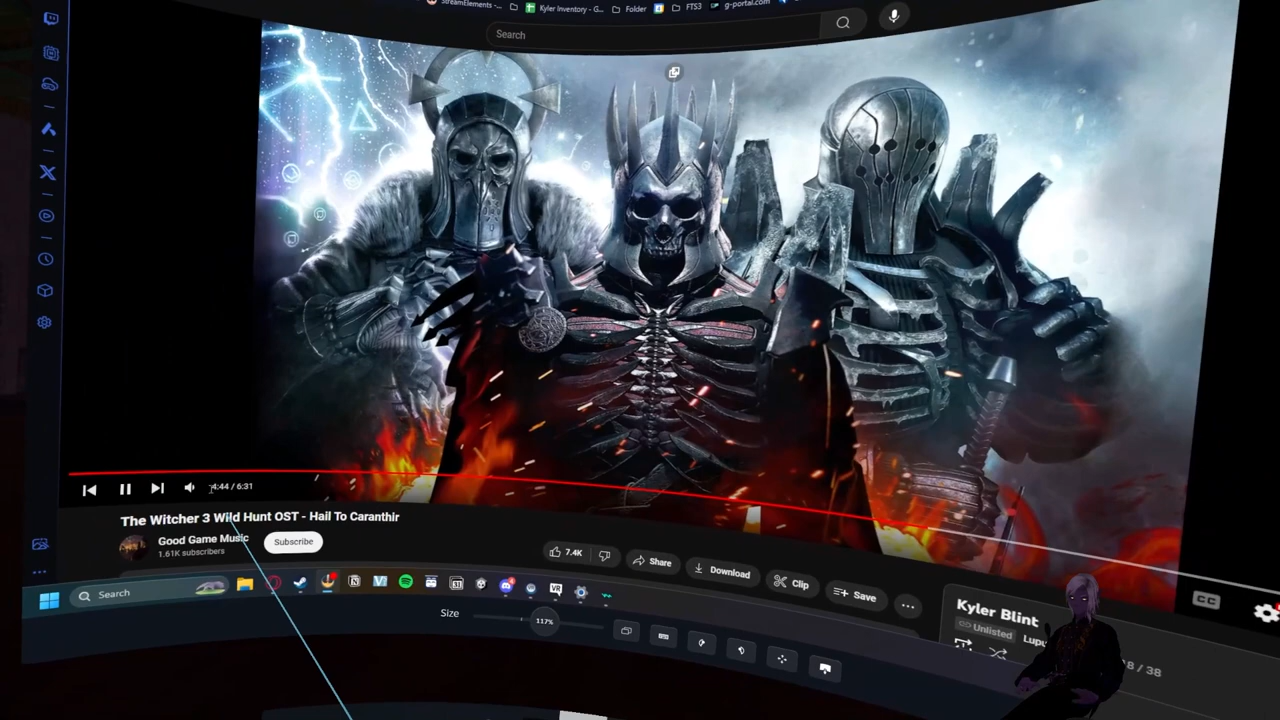 StreamElements -...
Kyler Inventory - G...
Folder
FTS3
g-portal.com
Search
4:44 / 6:31
The Witcher 3 Wild Hunt OST - Hail To Caranthir
Good Game Music
1.61K subscribers
Subscribe
7.4K
Share
Download
Clip
Save
CC
Search
Size
117%
Kyler Blint
Unlisted
/ 38